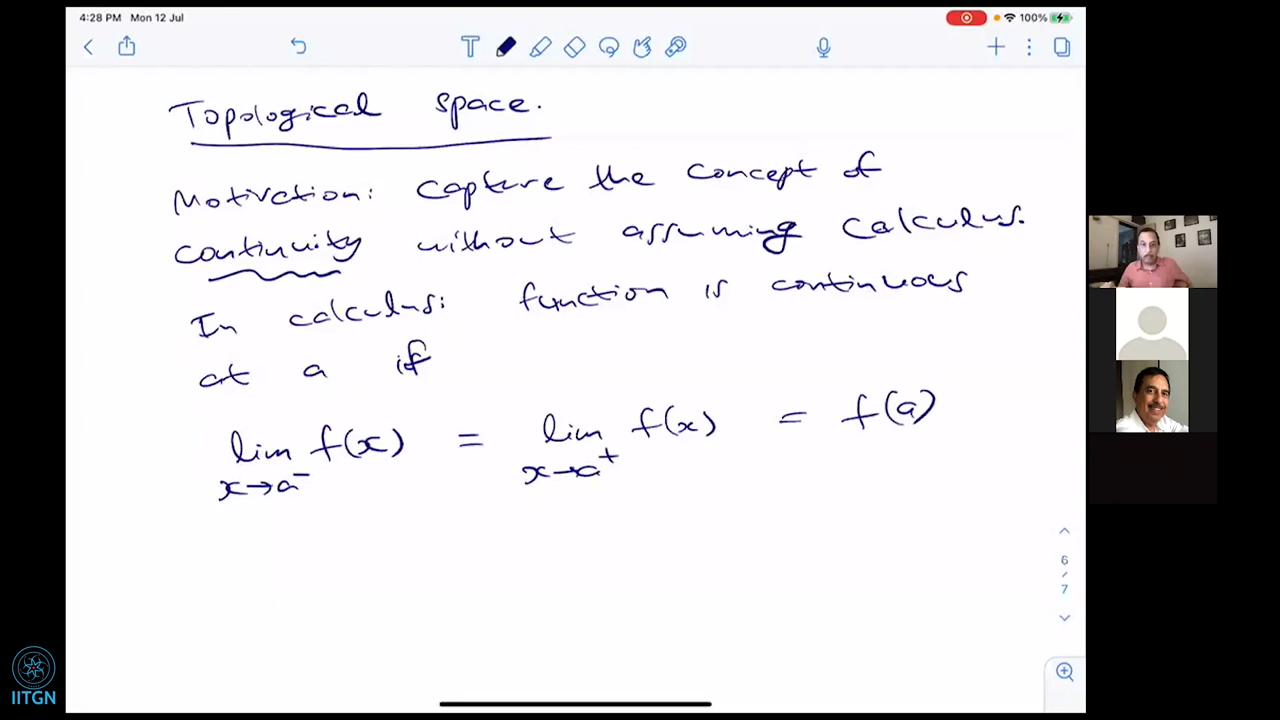 4:28 PM Mon 12 Jul
100%
Topological space.
Motivation: Capture the concept of
continuity without assuming calculus.
In calculus: function is continuous
at a if
lim f(x) = lim f(x) = f(a)
x→a⁻ x→a⁺
6
/
7
IITGN